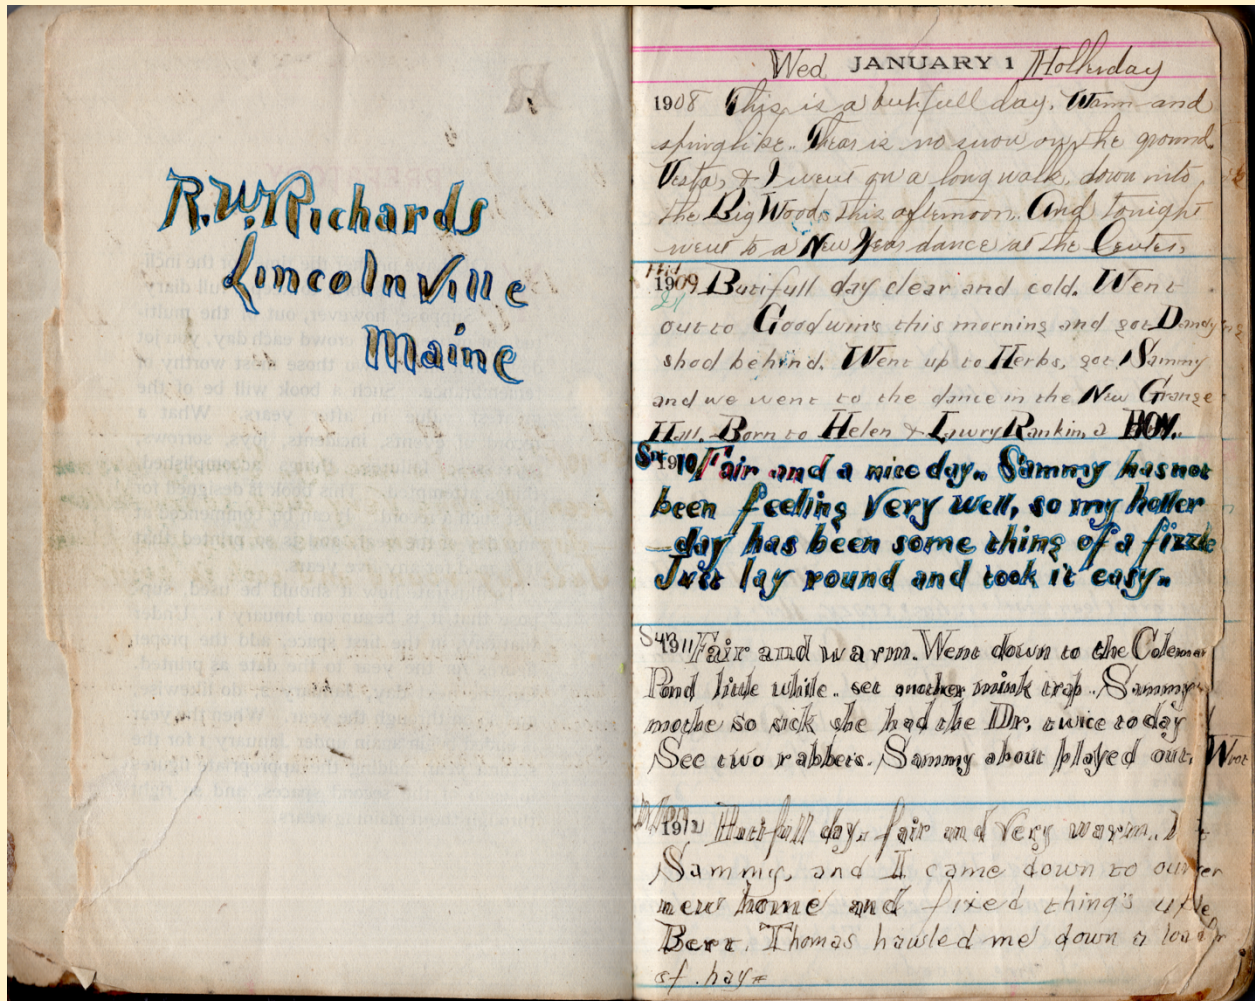 R.W. Richards
Lincolnville
Maine
Wed JANUARY 1 Holliday
1908 This is a butifull day. Warm and
spinglike. Thear is no snow on the ground
Vesta, & I went on a long walk, down into
the Big Woods this afternoon. And tonight
went to a New Year dance at the Center,
1909 Butifull day clear and cold. Went
out to Goodwins this morning and got Dandy
shod behind. Went up to Herbs, got Sammy
and we went to the dance in the New Grange
Hall. Born to Helen & Lawry Rankin, a BOY.
Sat 1910 Fair and a nice day.. Sammy has not
been feeling very well, so my holler
-day has been some thing of a fizzle
Just lay round and took it easy..
Sun 1911 Fair and warm. Went down to the Coleman
Pond little while.. set another mink trap.. Sammy
mothe so sick she had the Dr. twice today
See two rabbets. Sammy about played out. Wrot
1912 Butifull day.. fair and very warm..
Sammy, and I came down to our
new home and fixed thing's
Bert. Thomas hawled me down a load
of hay=